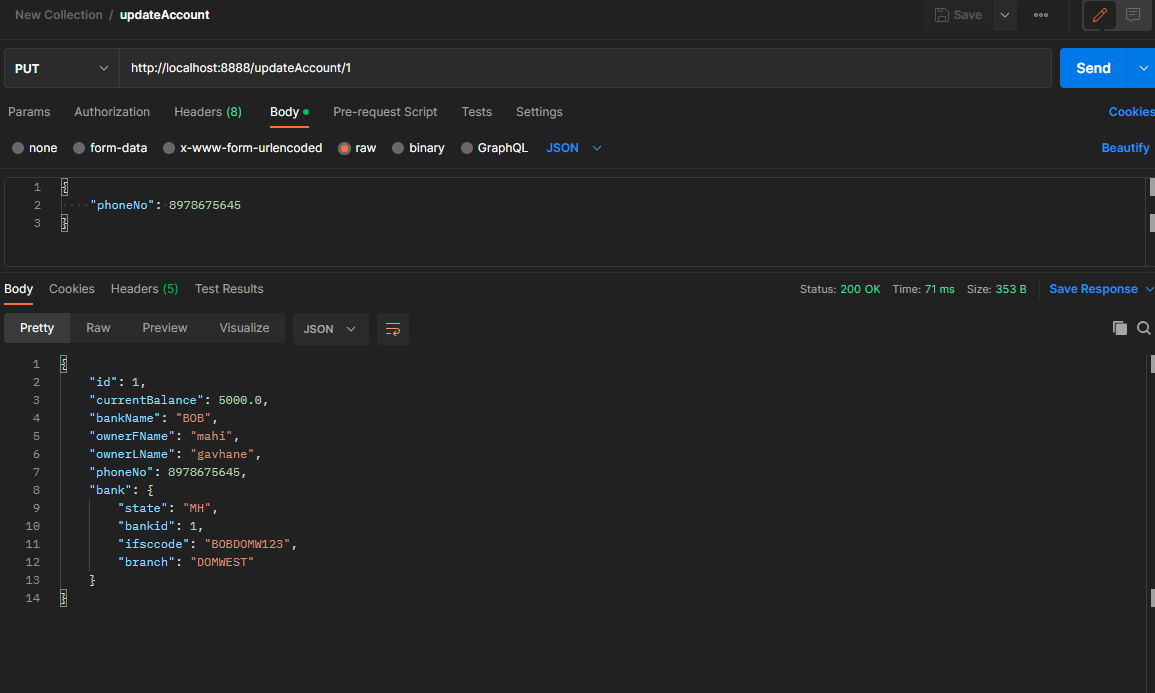 New Collection / updateAccount
Save
PUT http://localhost:8888/updateAccount/1 Send
Params Authorization Headers (8) Body Pre-request Script Tests Settings Cookies
none form-data x-www-form-urlencoded raw binary GraphQL JSON Beautify
1 {
2 ····"phoneNo":·8978675645
3 }
Body Cookies Headers (5) Test Results Status: 200 OK Time: 71 ms Size: 353 B Save Response
Pretty Raw Preview Visualize JSON
1 {
2 "id": 1,
3 "currentBalance": 5000.0,
4 "bankName": "BOB",
5 "ownerFName": "mahi",
6 "ownerLName": "gavhane",
7 "phoneNo": 8978675645,
8 "bank": {
9 "state": "MH",
10 "bankid": 1,
11 "ifsccode": "BOBDOMW123",
12 "branch": "DOMWEST"
13 }
14 }